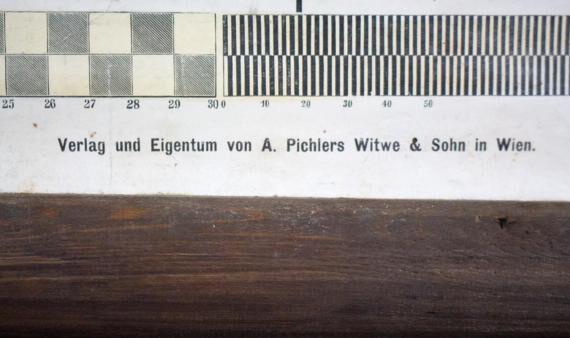 25 26 27 28 29 30 0 10 20 30 40 50
Verlag und Eigentum von A. Pichlers Witwe & Sohn in Wien.